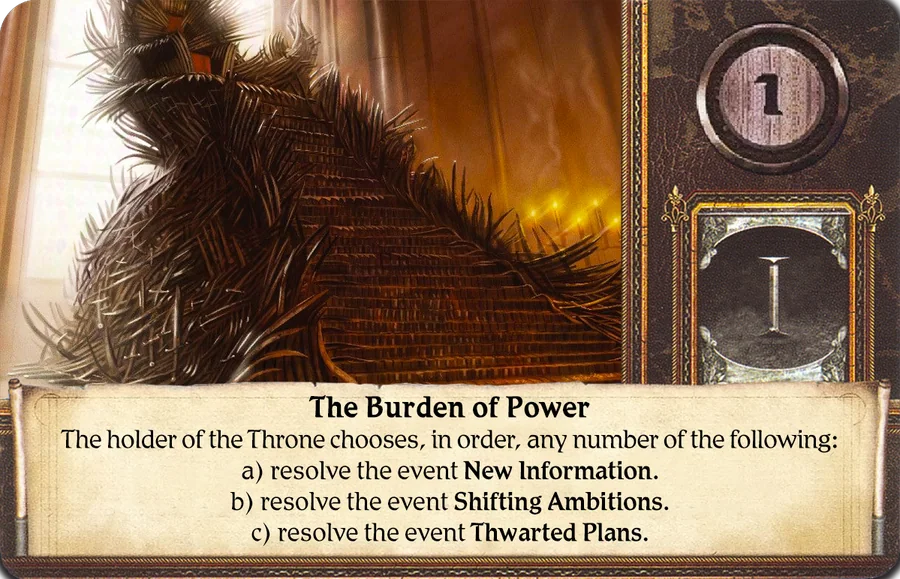 1
I
The Burden of Power
The holder of the Throne chooses, in order, any number of the following:
a) resolve the event New Information.
b) resolve the event Shifting Ambitions.
c) resolve the event Thwarted Plans.